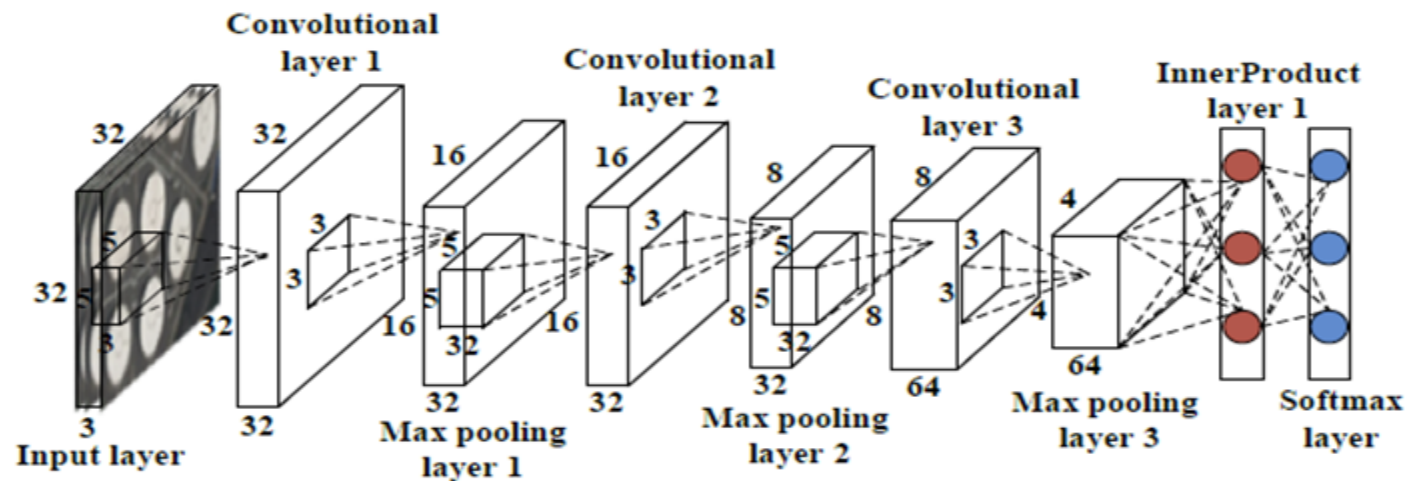 Convolutional
layer 1
Convolutional
layer 2
Convolutional
layer 3
InnerProduct
layer 1
32
32
16
16
8
8
4
5
5
3
32
32
3
3
16
5
5
32
16
3
3
8
5
5
32
8
3
3
4
3
32
32
32
32
64
64
Input layer
Max pooling
layer 1
Max pooling
layer 2
Max pooling
layer 3
Softmax
layer